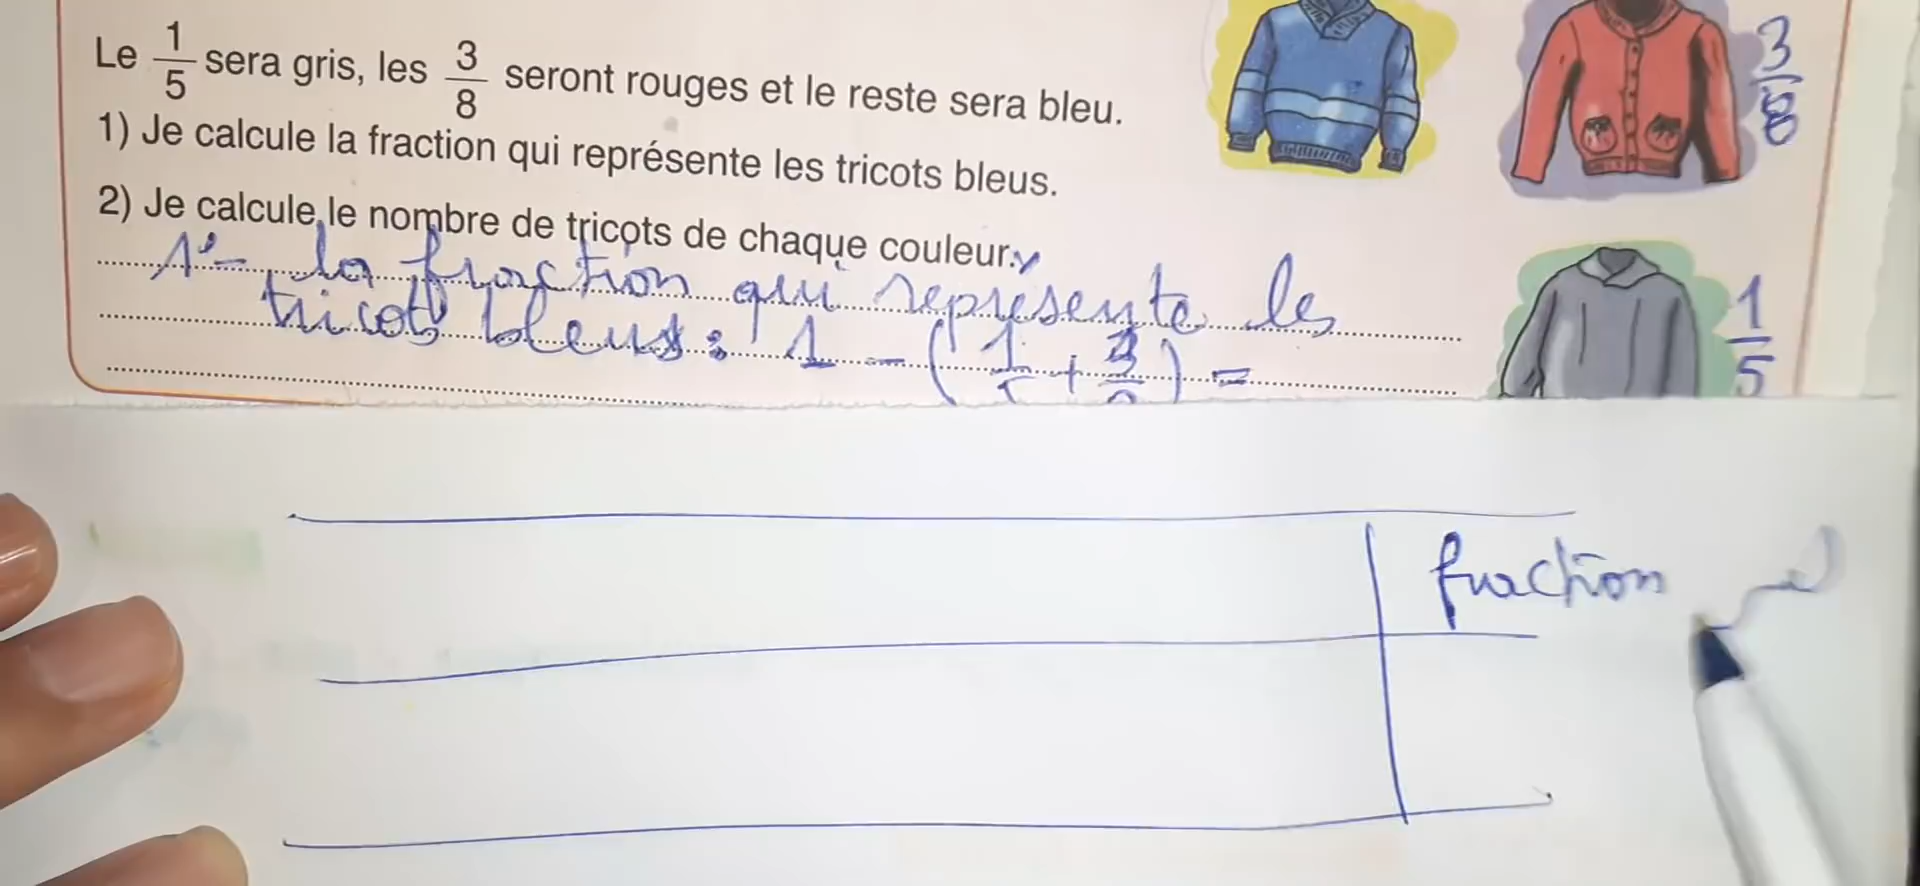 Le 1/5 sera gris, les 3/8 seront rouges et le reste sera bleu.
1) Je calcule la fraction qui représente les tricots bleus.
2) Je calcule le nombre de tricots de chaque couleur.
1°- la fraction qui represente les
tricots bleus : 1 - (1/5 + 3/8) =
3/8
1/5
fraction